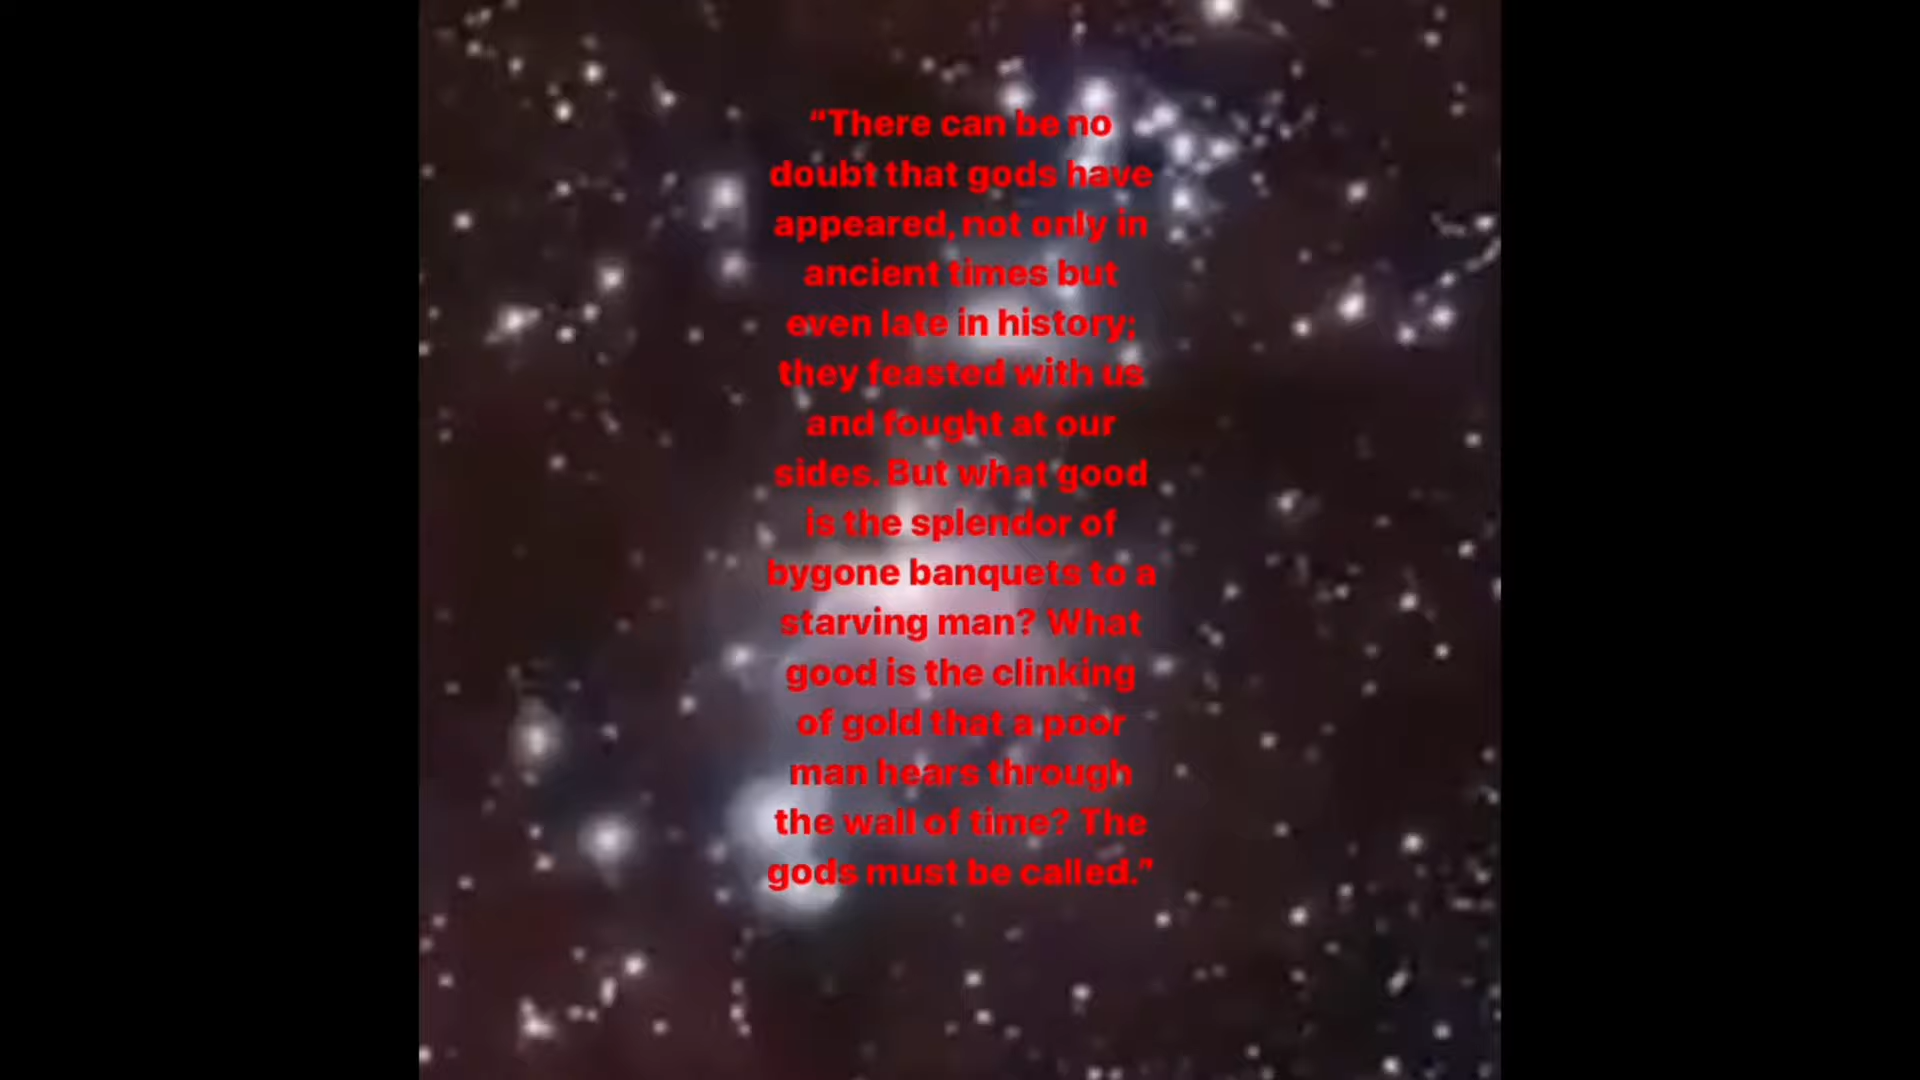 “There can be no
doubt that gods have
appeared, not only in
ancient times but
even late in history;
they feasted with us
and fought at our
sides. But what good
is the splendor of
bygone banquets to a
starving man? What
good is the clinking
of gold that a poor
man hears through
the wall of time? The
gods must be called.”